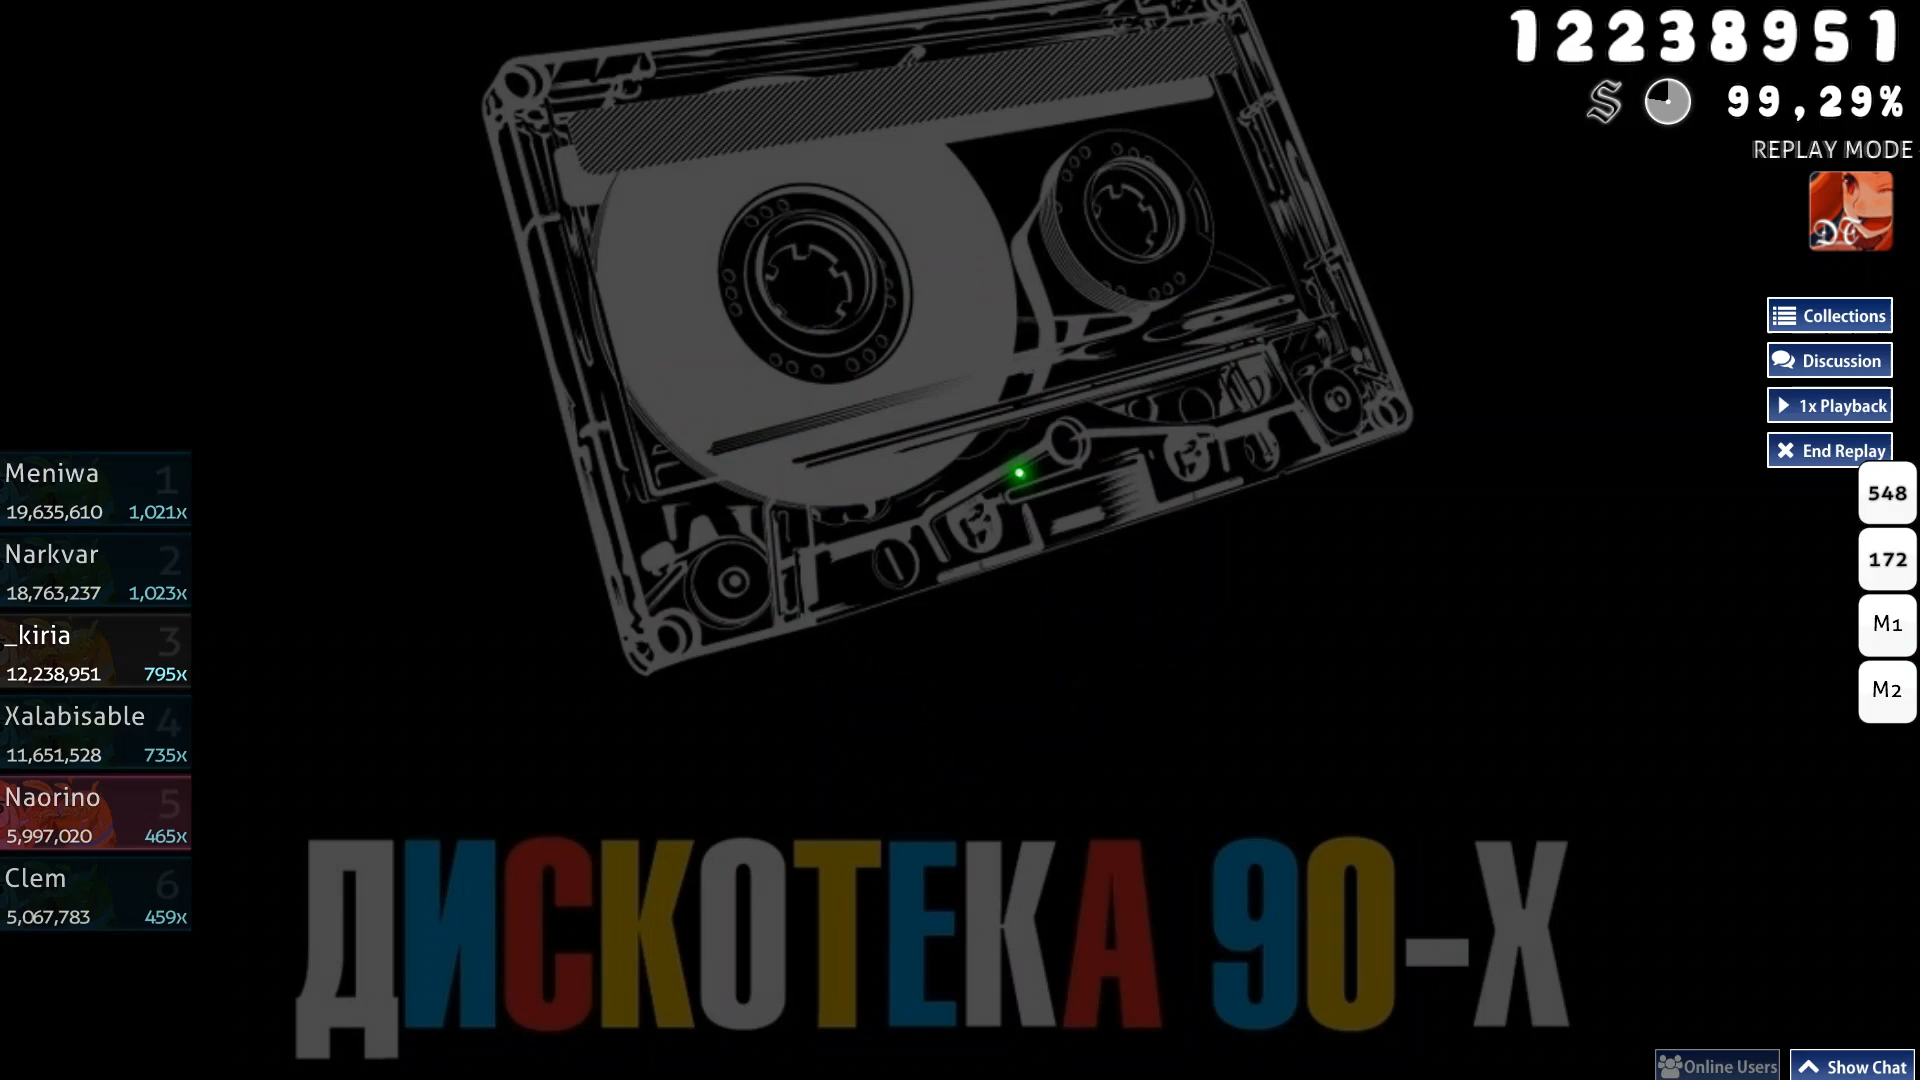 12238951
S 99,29%
REPLAY MODE
DT
Collections
Discussion
1x Playback
End Replay
548
172
M1
M2
Meniwa 1
19,635,610 1,021x
Narkvar 2
18,763,237 1,023x
_kiria 3
12,238,951 795x
Xalabisable 4
11,651,528 735x
Naorino 5
5,997,020 465x
Clem 6
5,067,783 459x
ДИСКОТЕКА 90-Х
Online Users
Show Chat